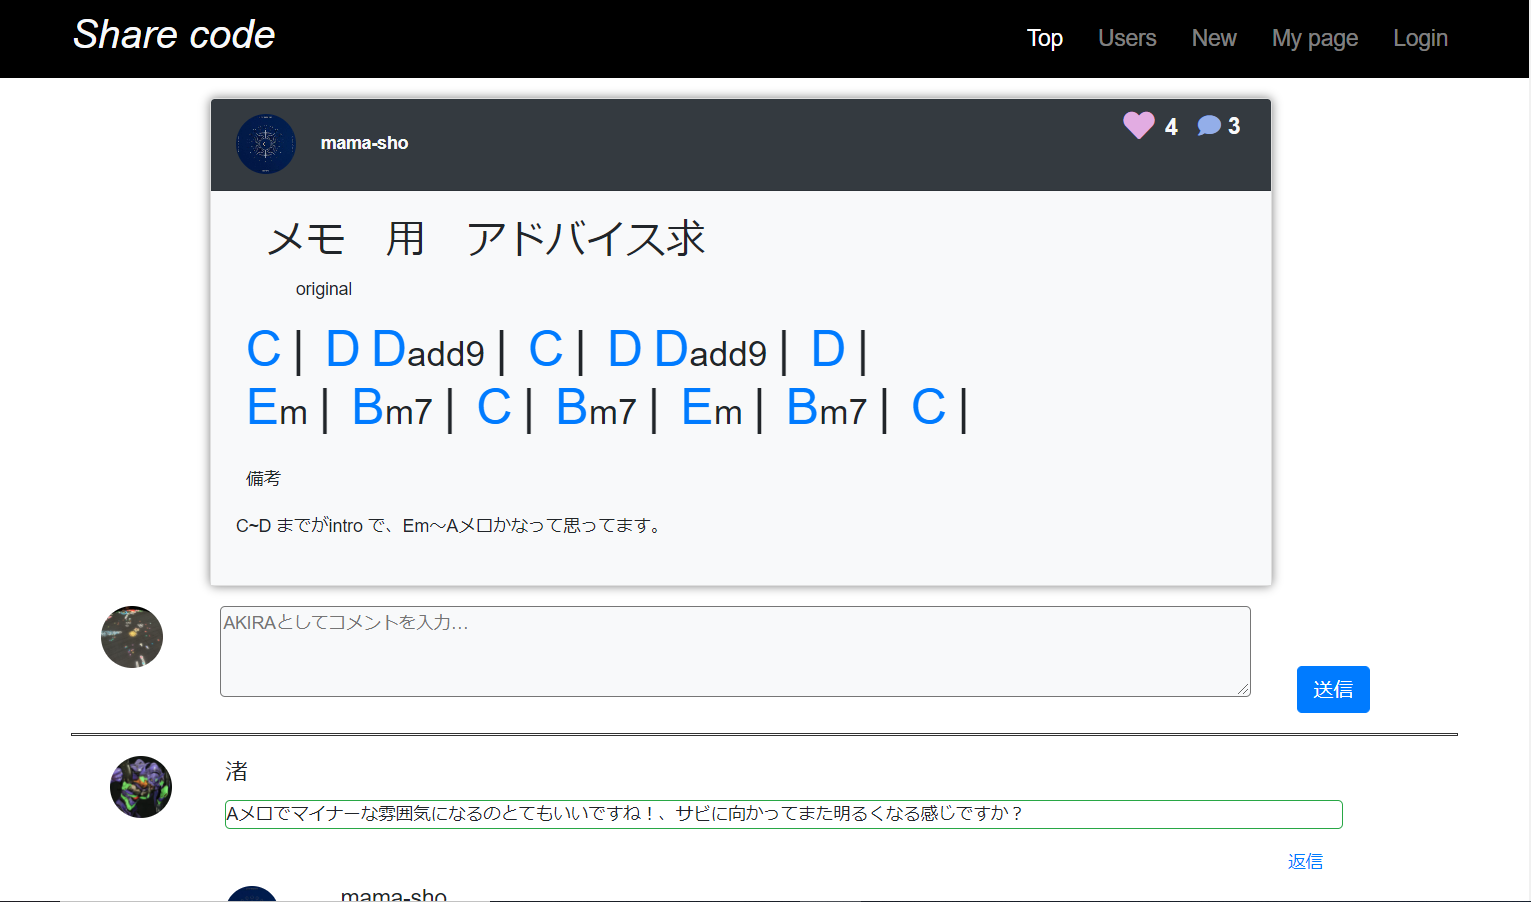 Share code
Top Users New My page Login
mama-sho
4 3
メモ　用　アドバイス求
original
C | D Dadd9 | C | D Dadd9 | D |
Em | Bm7 | C | Bm7 | Em | Bm7 | C |
備考
C~D までがintro で、Em～Aメロかなって思ってます。
AKIRAとしてコメントを入力...
送信
渚
Aメロでマイナーな雰囲気になるのとてもいいですね！、サビに向かってまた明るくなる感じですか？
返信
mama-sho